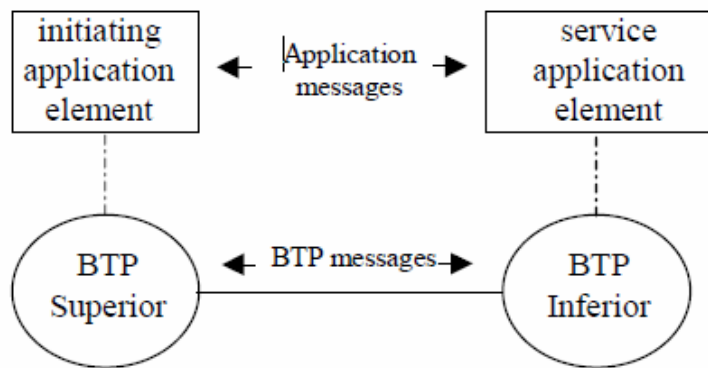 initiating
application
element
Application
messages
service
application
element
BTP
Superior
BTP messages
BTP
Inferior